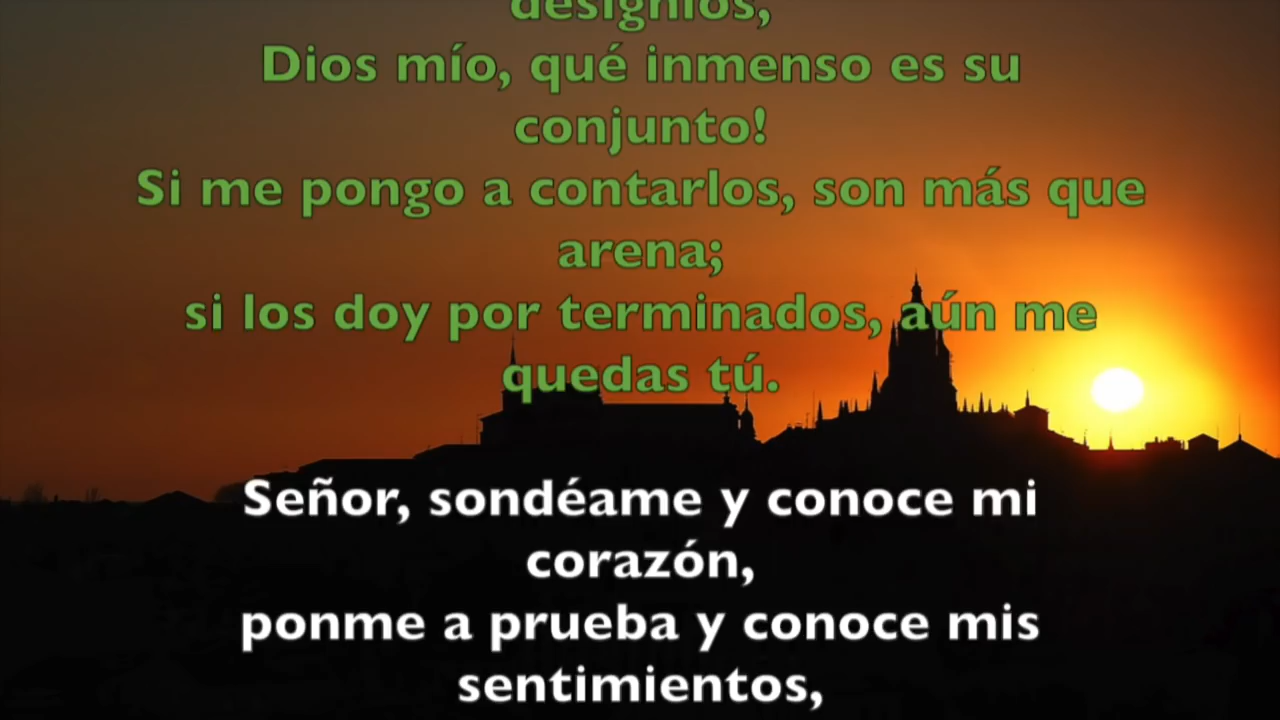 designios,
Dios mío, qué inmenso es su
conjunto!
Si me pongo a contarlos, son más que
arena;
si los doy por terminados, aún me
quedas tú.
Señor, sondéame y conoce mi
corazón,
ponme a prueba y conoce mis
sentimientos,